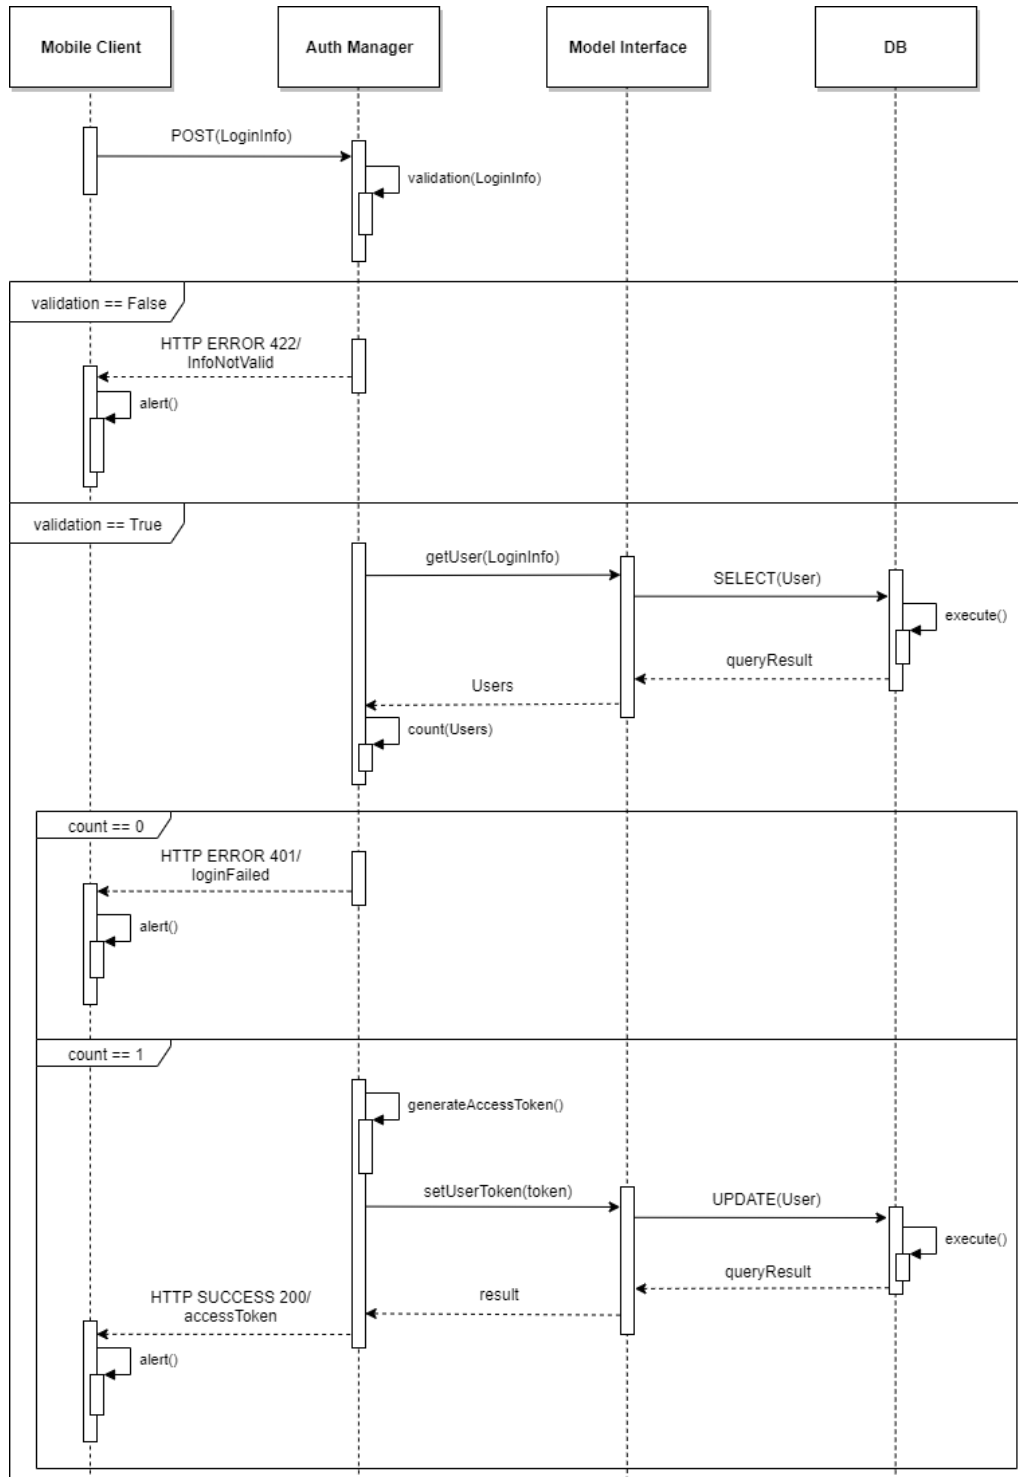 Mobile Client
Auth Manager
Model Interface
DB
POST(LoginInfo)
validation(LoginInfo)
validation == False
HTTP ERROR 422/
InfoNotValid
alert()
validation == True
getUser(LoginInfo)
SELECT(User)
execute()
queryResult
Users
count(Users)
count == 0
HTTP ERROR 401/
loginFailed
alert()
count == 1
generateAccessToken()
setUserToken(token)
UPDATE(User)
execute()
queryResult
result
HTTP SUCCESS 200/
accessToken
alert()